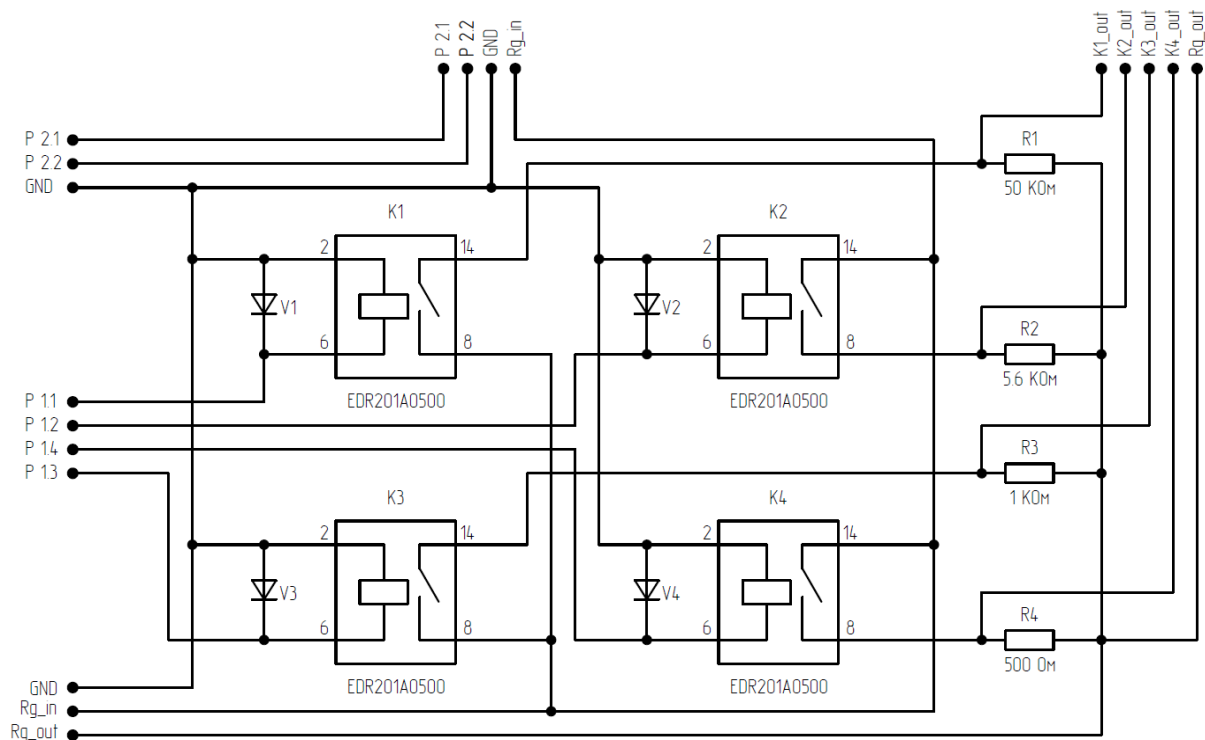 P 2.1
P 2.2
GND
Rg_in
K1_out
K2_out
K3_out
K4_out
Rg_out
P 2.1
P 2.2
GND
R1
50 КОм
K1
K2
2
14
2
14
V1
V2
6
8
6
8
R2
5.6 КОм
EDR201A0500
EDR201A0500
P 1.1
P 1.2
P 1.4
P 1.3
R3
1 КОм
K3
K4
2
14
2
14
V3
V4
6
8
6
8
R4
500 Ом
EDR201A0500
EDR201A0500
GND
Rg_in
Rg_out